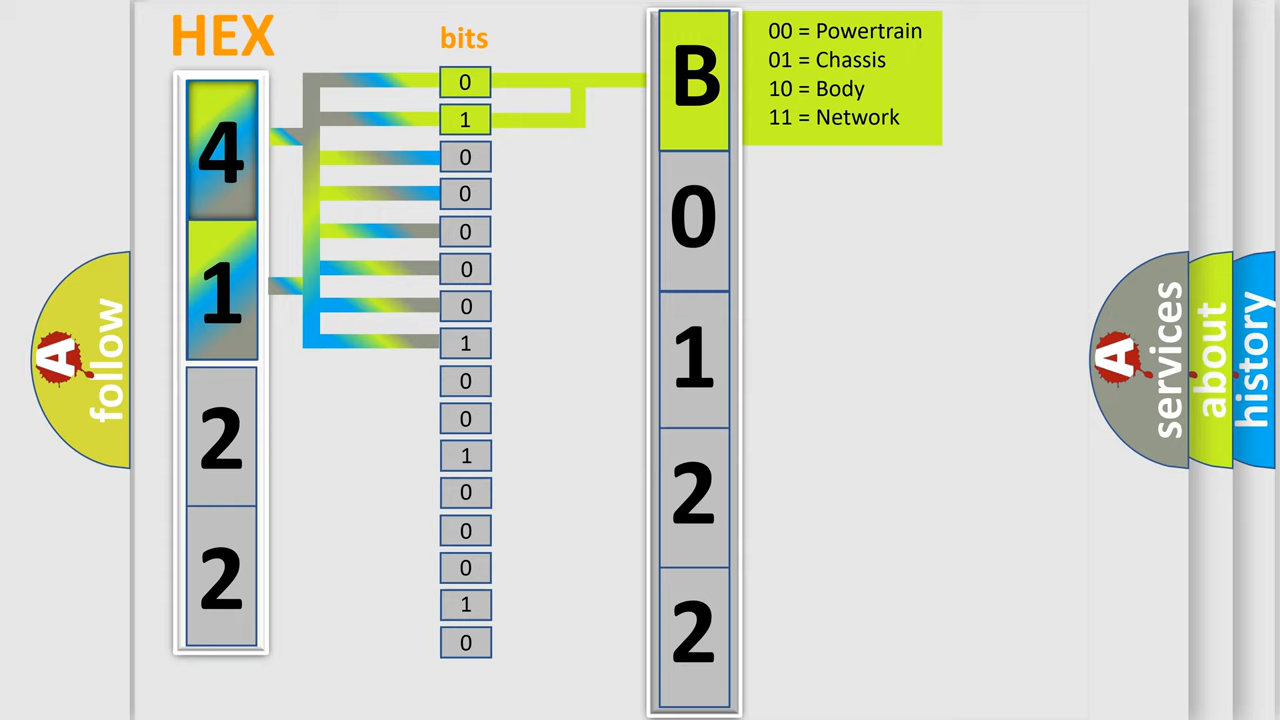 HEX
bits
4
1
2
2
0
1
0
0
0
0
0
1
0
0
1
0
0
0
1
0
B
0
1
2
2
00 = Powertrain
01 = Chassis
10 = Body
11 = Network
A follow
A services
about
history